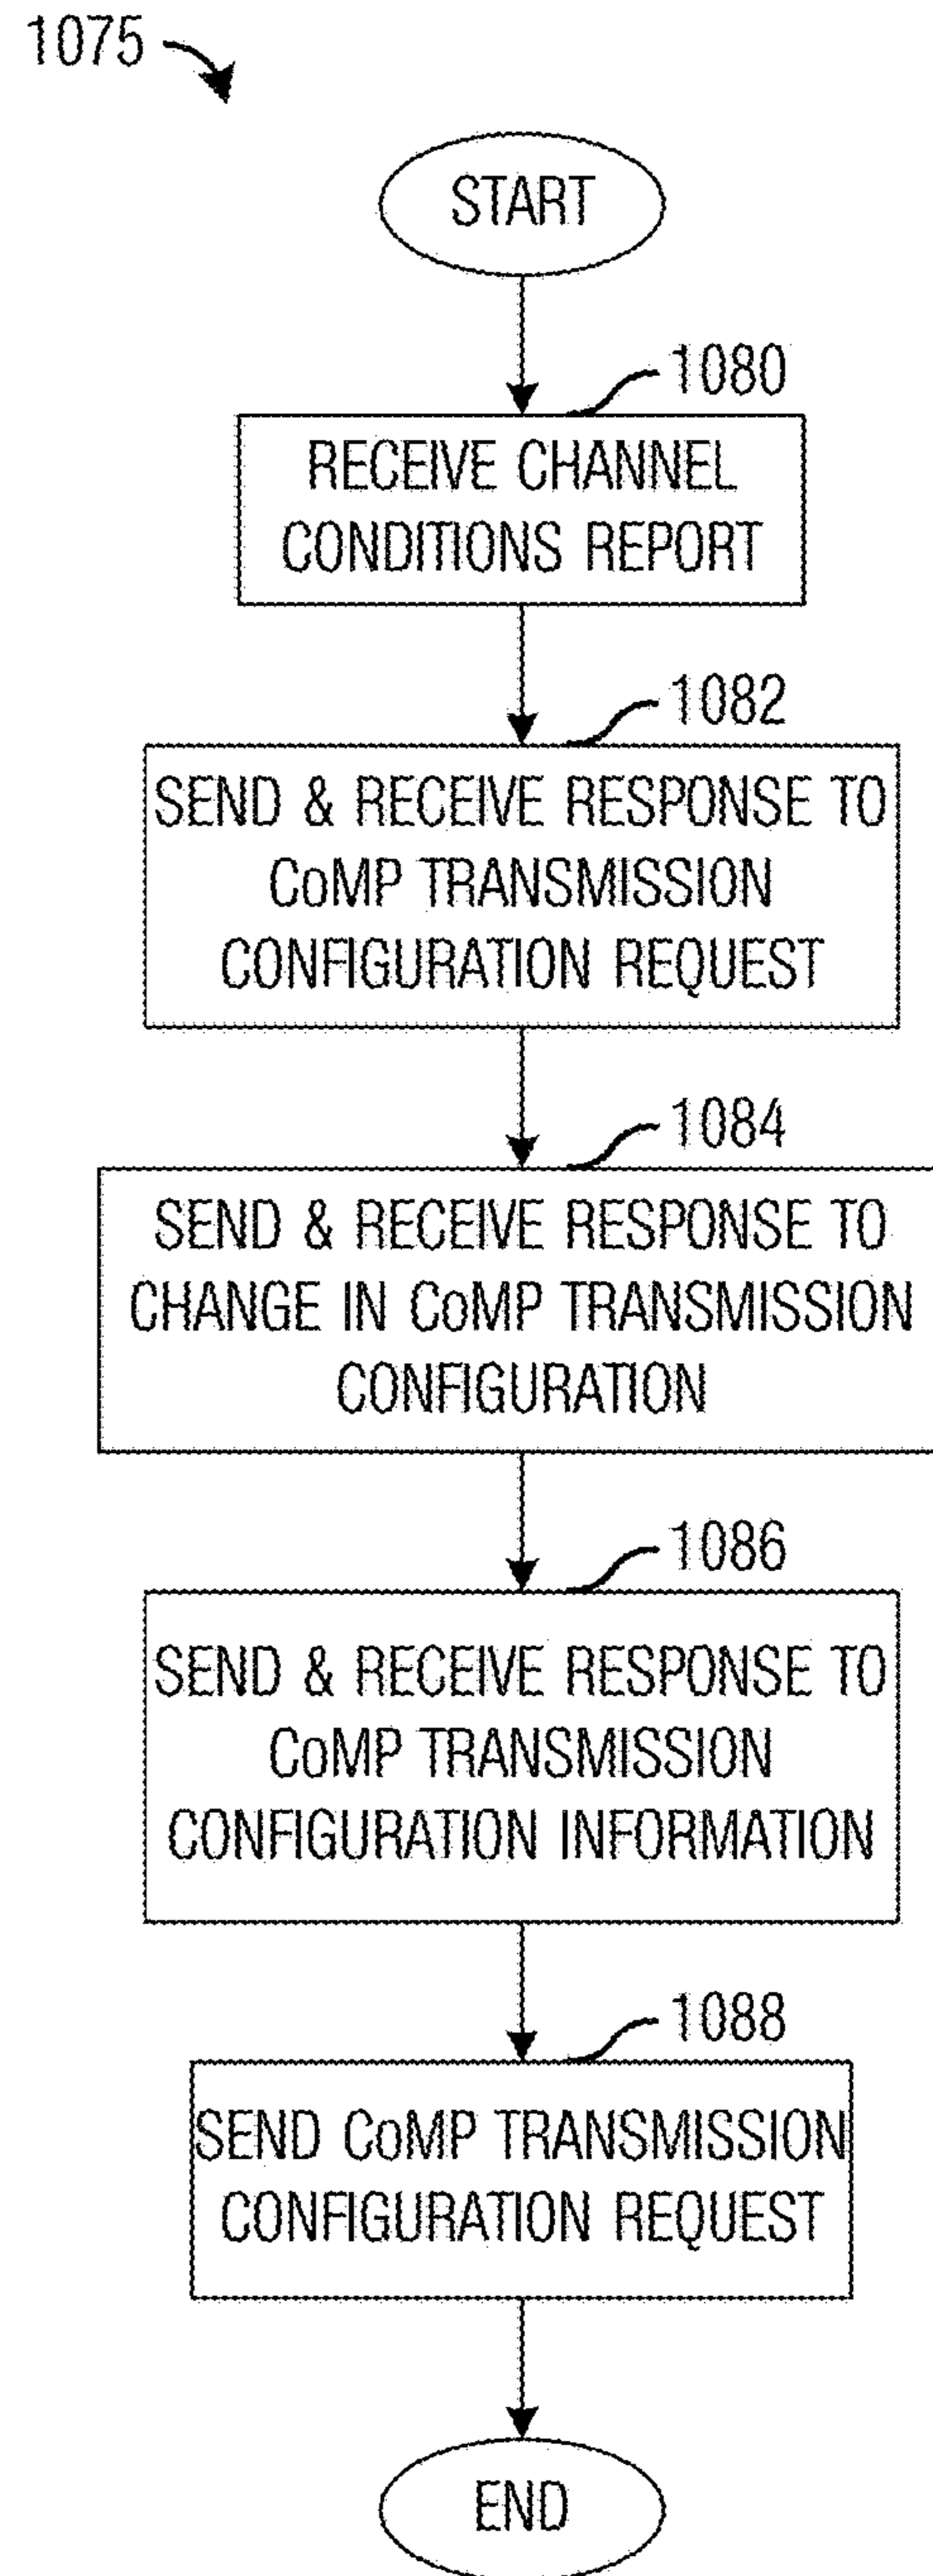 1075
START
1080
RECEIVE CHANNEL
CONDITIONS REPORT
1082
SEND & RECEIVE RESPONSE TO
CoMP TRANSMISSION
CONFIGURATION REQUEST
1084
SEND & RECEIVE RESPONSE TO
CHANGE IN CoMP TRANSMISSION
CONFIGURATION
1086
SEND & RECEIVE RESPONSE TO
CoMP TRANSMISSION
CONFIGURATION INFORMATION
1088
SEND CoMP TRANSMISSION
CONFIGURATION REQUEST
END